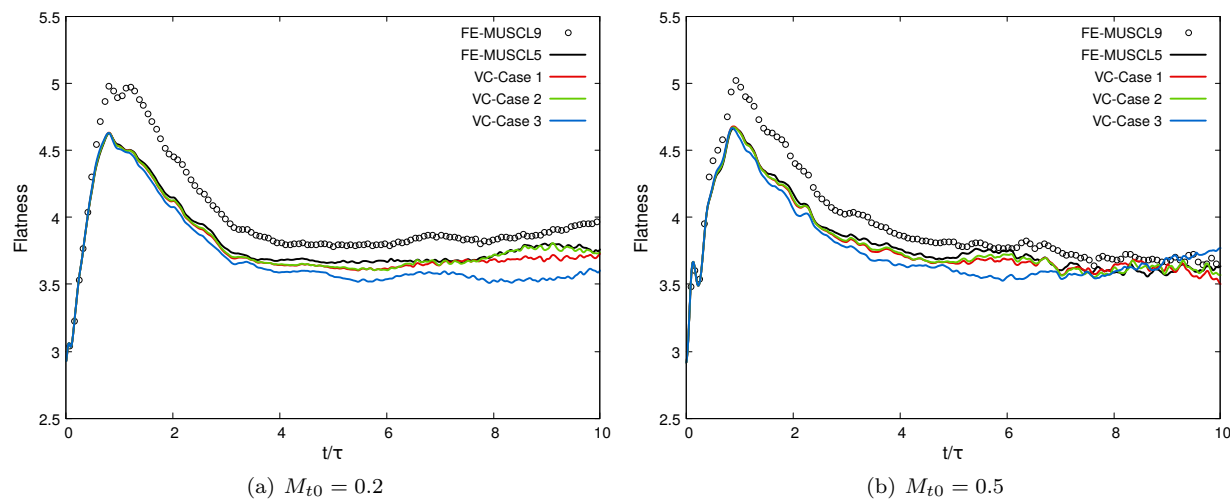 5.5
5
4.5
4
3.5
3
2.5
Flatness
FE-MUSCL9
FE-MUSCL5
VC-Case 1
VC-Case 2
VC-Case 3
0
2
4
6
8
10
t/τ
(a) Mt0 = 0.2
5.5
5
4.5
4
3.5
3
2.5
Flatness
FE-MUSCL9
FE-MUSCL5
VC-Case 1
VC-Case 2
VC-Case 3
0
2
4
6
8
10
t/τ
(b) Mt0 = 0.5